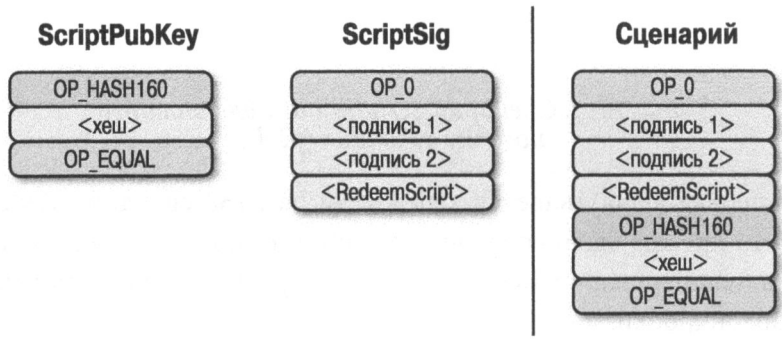 ScriptPubKey
OP_HASH160
<хеш>
OP_EQUAL
ScriptSig
OP_0
<подпись 1>
<подпись 2>
<RedeemScript>
Сценарий
OP_0
<подпись 1>
<подпись 2>
<RedeemScript>
OP_HASH160
<хеш>
OP_EQUAL